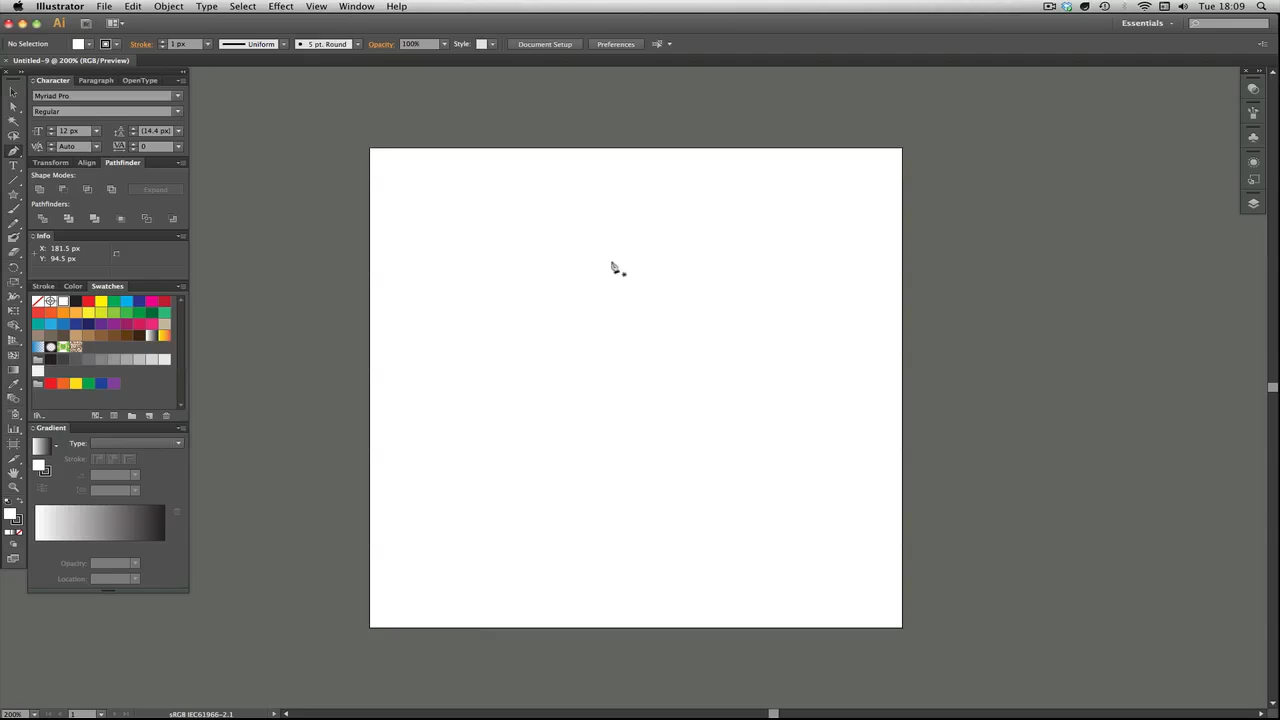 Illustrator File Edit Object Type Select Effect View Window Help Tue 18:09
Ai Essentials
No Selection Stroke: 1 px Uniform 5 pt. Round Opacity: 100% Style: Document Setup Preferences
Untitled-9 @ 200% (RGB/Preview)
Character Paragraph OpenType
Myriad Pro
Regular
12 px (14.4 px)
Auto 0
Transform Align Pathfinder
Shape Modes:
Expand
Pathfinders:
Info
X: 181.5 px
Y: 94.5 px
Stroke Color Swatches
Gradient
Type:
Stroke:
Opacity:
Location:
200% 1 sRGB IEC61966-2.1